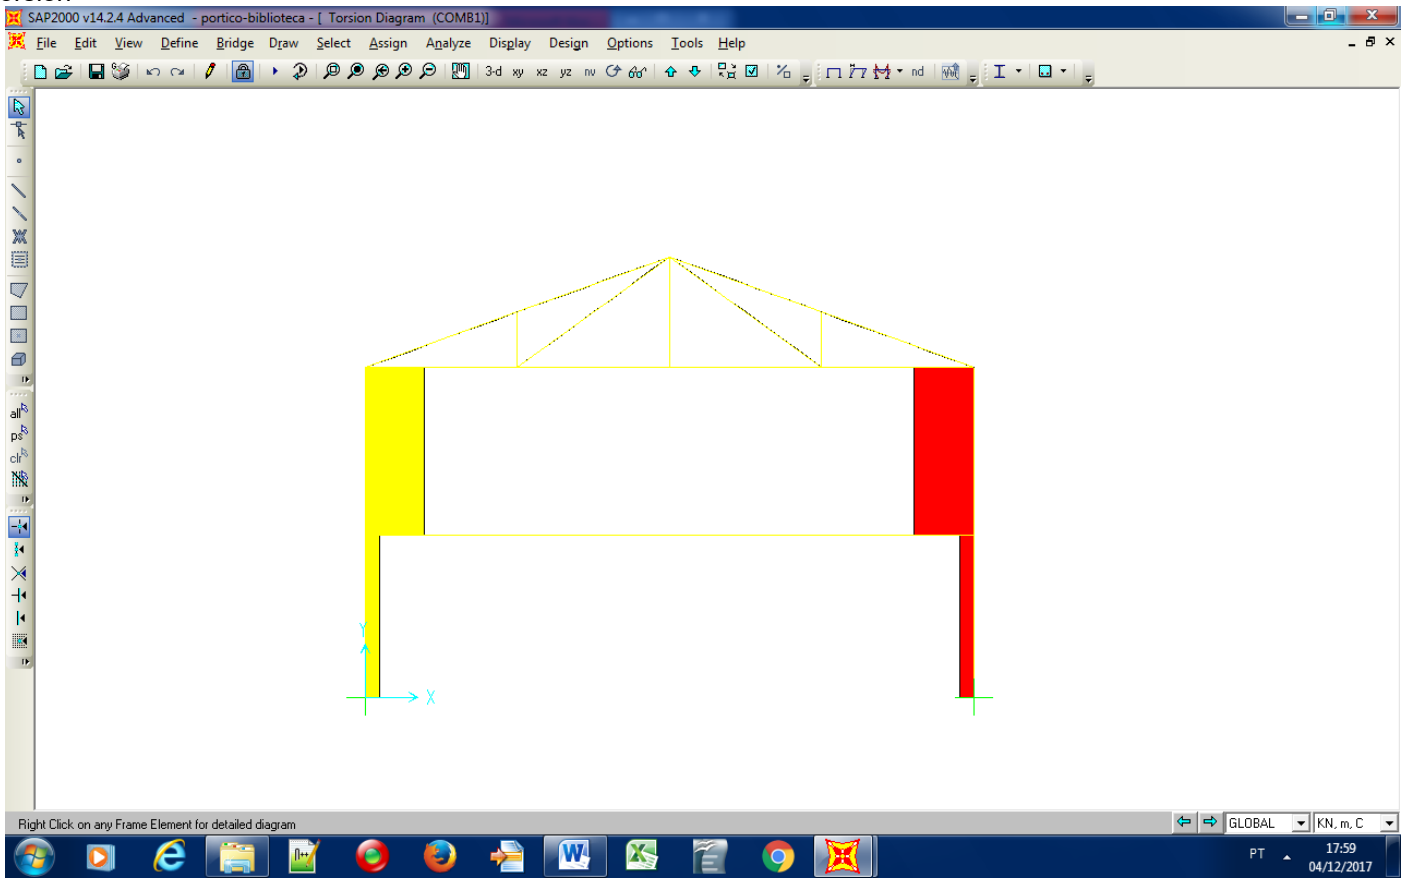 SAP2000 v14.2.4 Advanced - portico-biblioteca - [ Torsion Diagram (COMB1)]
File Edit View Define Bridge Draw Select Assign Analyze Display Design Options Tools Help
3-d xy xz yz nv nd
all
ps
clr
Y
X
Right Click on any Frame Element for detailed diagram
GLOBAL
KN, m, C
PT
17:59
04/12/2017